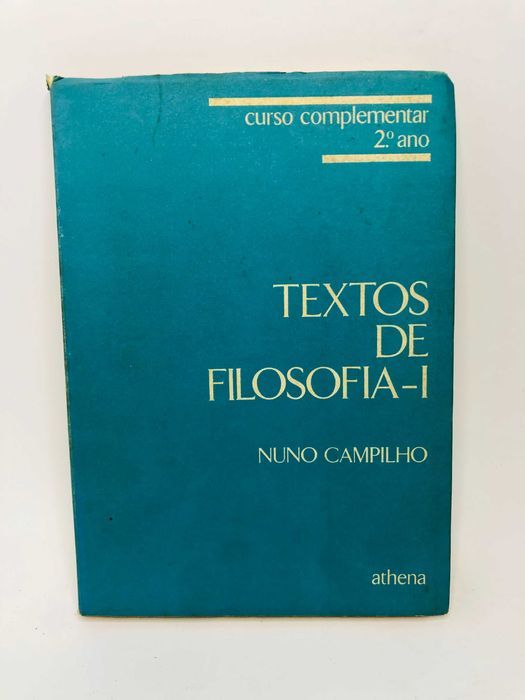 curso complementar
2.º ano
TEXTOS
DE
FILOSOFIA-I
NUNO CAMPILHO
athena